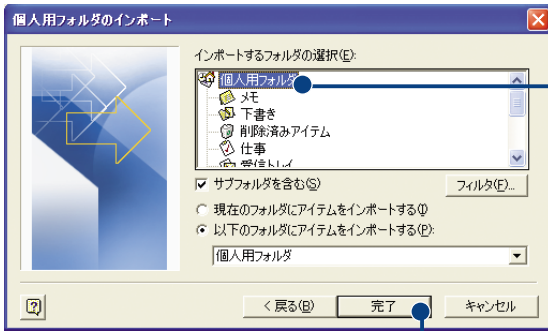 個人用フォルダのインポート
インポートするフォルダの選択(E):
個人用フォルダ
メモ
下書き
削除済みアイテム
仕事
受信トレイ
サブフォルダを含む(S)
フィルタ(F)...
現在のフォルダにアイテムをインポートする(I)
以下のフォルダにアイテムをインポートする(P):
個人用フォルダ
< 戻る(B)
完了
キャンセル